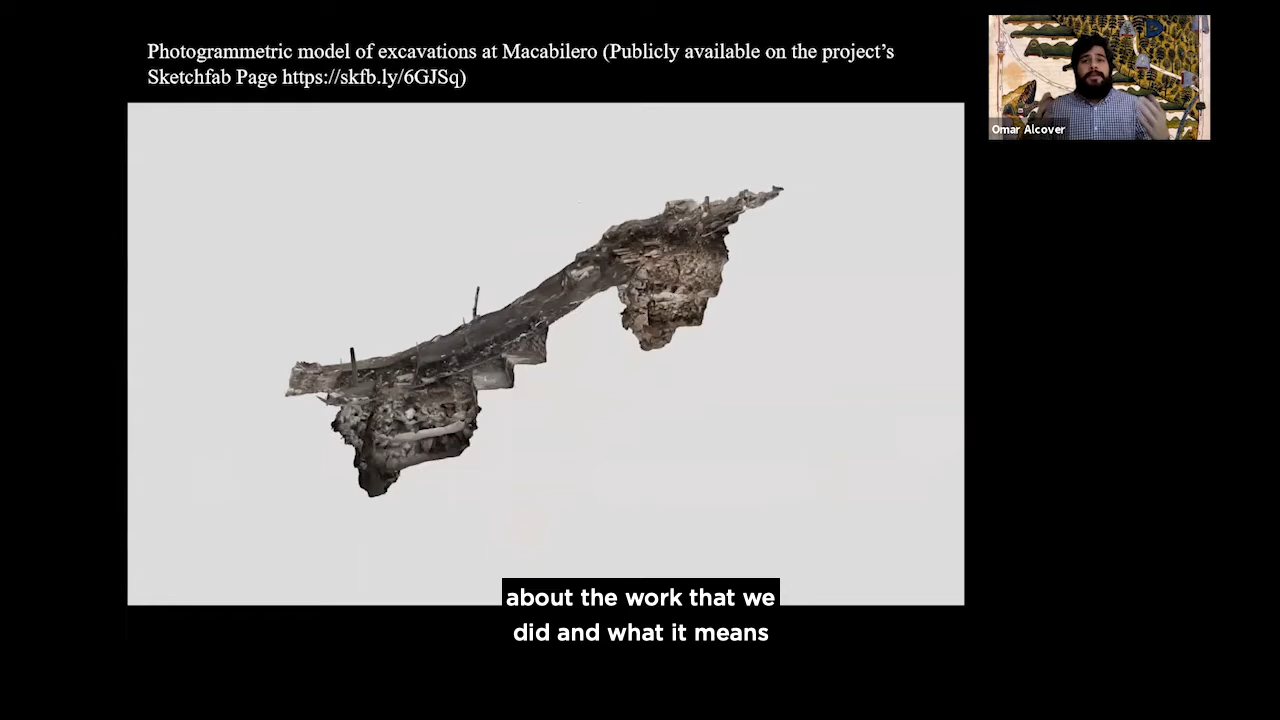 Photogrammetric model of excavations at Macabilero (Publicly available on the project’s
Sketchfab Page https://skfb.ly/6GJSq)
Omar Alcover
about the work that we
did and what it means